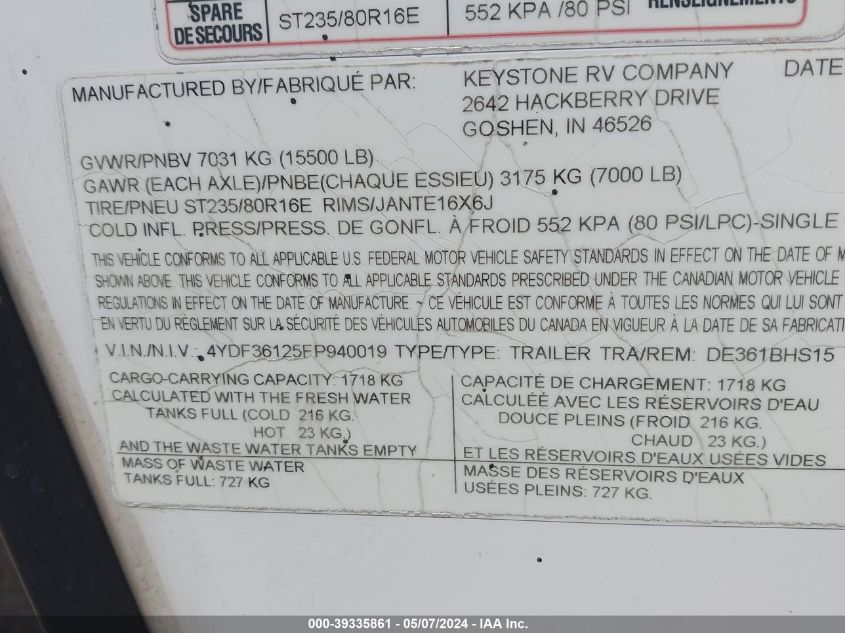 SPARE
DE SECOURS
ST235/80R16E
552 KPA /80 PSI
RENSEIGNEMENTS
MANUFACTURED BY/FABRIQUÉ PAR: KEYSTONE RV COMPANY DATE
2642 HACKBERRY DRIVE
GOSHEN, IN 46526
GVWR/PNBV 7031 KG (15500 LB)
GAWR (EACH AXLE)/PNBE(CHAQUE ESSIEU) 3175 KG (7000 LB)
TIRE/PNEU ST235/80R16E RIMS/JANTE16X6J
COLD INFL. PRESS/PRESS. DE GONFL. À FROID 552 KPA (80 PSI/LPC)-SINGLE
THIS VEHICLE CONFORMS TO ALL APPLICABLE U.S. FEDERAL MOTOR VEHICLE SAFETY STANDARDS IN EFFECT ON THE DATE OF M
SHOWN ABOVE. THIS VEHICLE CONFORMS TO ALL APPLICABLE STANDARDS PRESCRIBED UNDER THE CANADIAN MOTOR VEHICLE
REGULATIONS IN EFFECT ON THE DATE OF MANUFACTURE ~ CE VÉHICULE EST CONFORME À TOUTES LES NORMES QUI LUI SONT
EN VERTU DU RÉGLEMENT SUR LA SÉCURITÉ DES VÉHICULES AUTOMOBILES DU CANADA EN VIGUEUR À LA DATE DE SA FABRICATI
V.I.N./N.I.V.: 4YDF36125FP940019 TYPE/TYPE: TRAILER TRA/REM: DE361BHS15
CARGO-CARRYING CAPACITY: 1718 KG
CALCULATED WITH THE FRESH WATER
TANKS FULL (COLD 216 KG.
HOT 23 KG.)
AND THE WASTE WATER TANKS EMPTY
MASS OF WASTE WATER
TANKS FULL: 727 KG
CAPACITÉ DE CHARGEMENT: 1718 KG
CALCULÉE AVEC LES RÉSERVOIRS D'EAU
DOUCE PLEINS (FROID 216 KG.
CHAUD 23 KG.)
ET LES RÉSERVOIRS D'EAUX USÉES VIDES
MASSE DES RÉSERVOIRS D'EAUX
USÉES PLEINS: 727 KG.
000-39335861 - 05/07/2024 - IAA Inc.